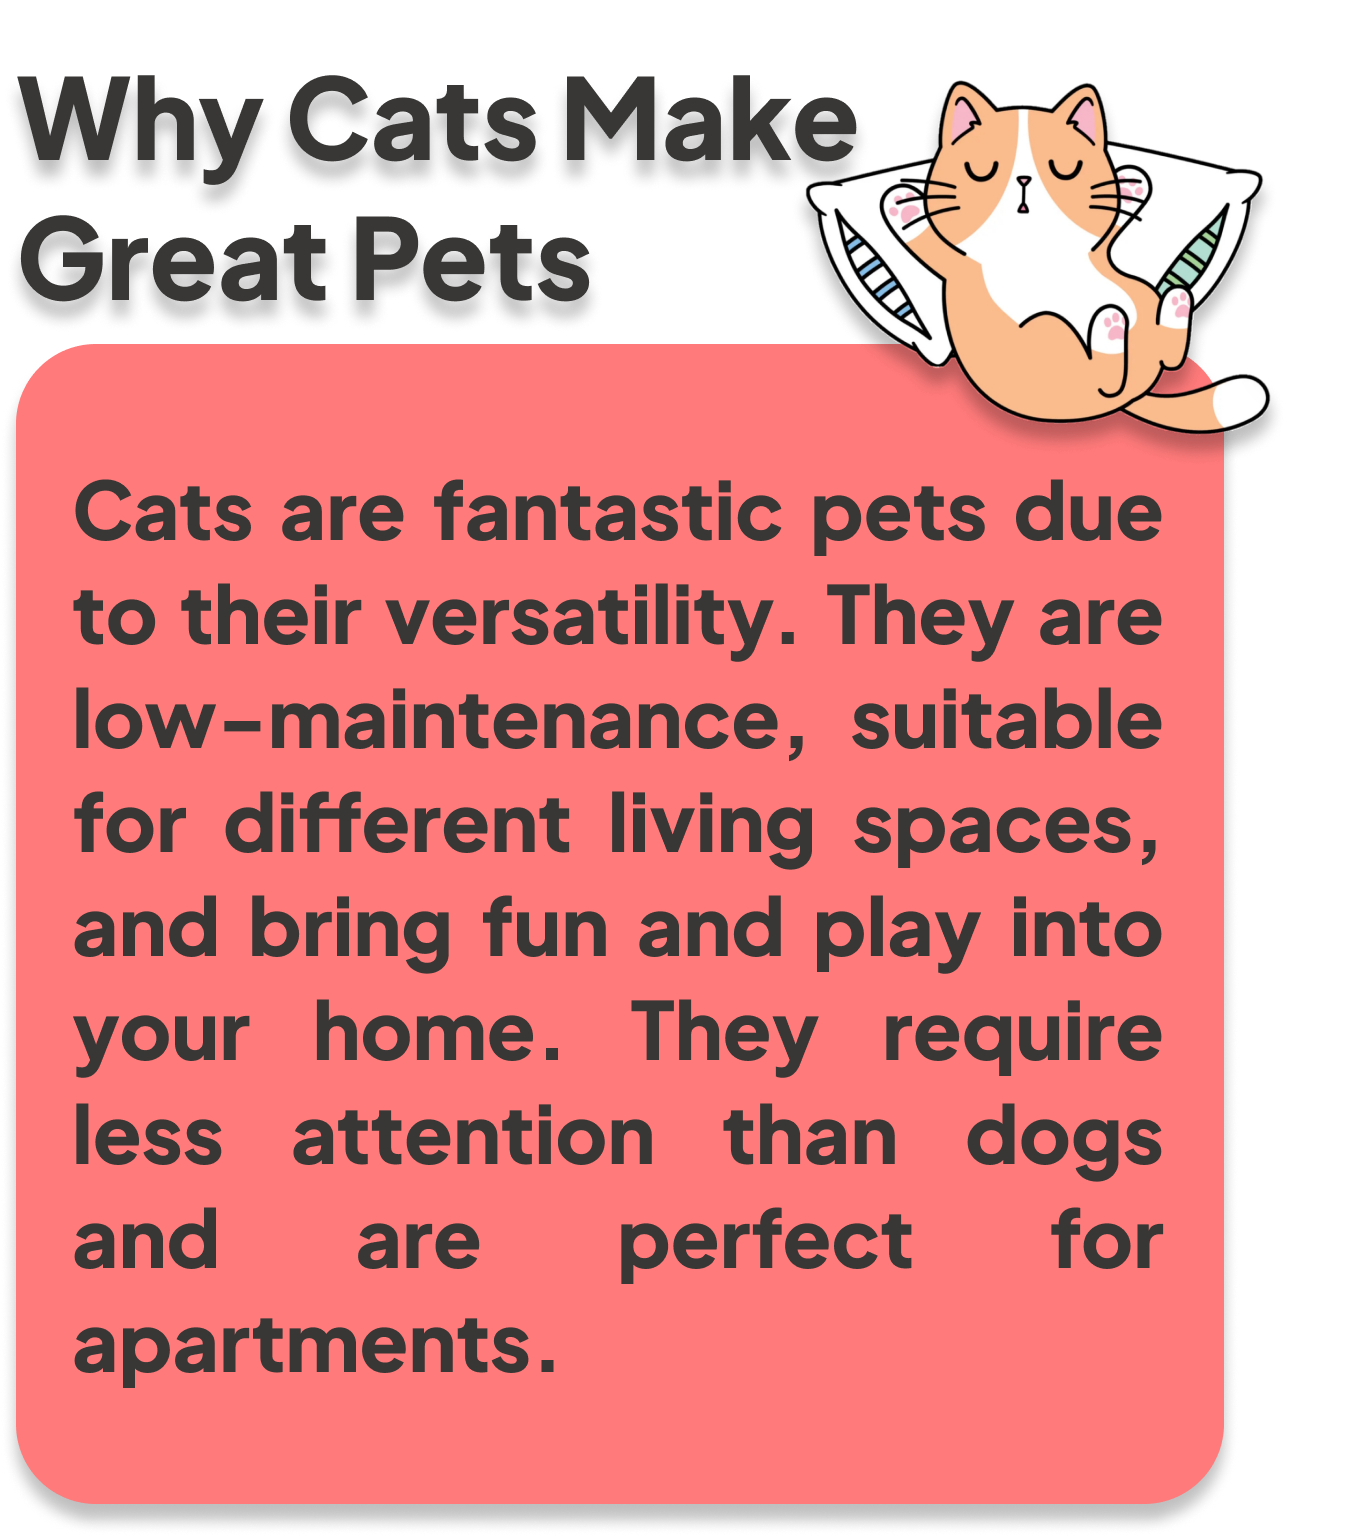 Why Cats Make
Great Pets
Cats are fantastic pets due
to their versatility. They are
low-maintenance, suitable
for different living spaces,
and bring fun and play into
your home. They require
less attention than dogs
and are perfect for
apartments.